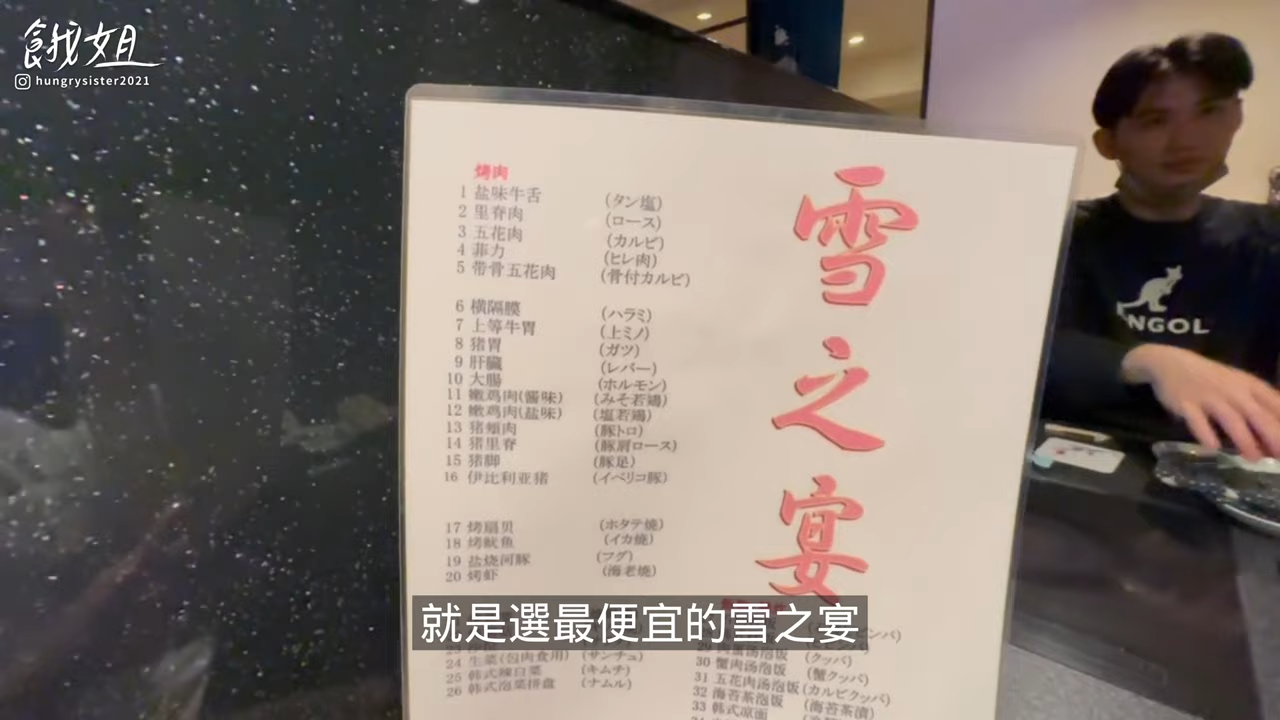 餓姐
hungrysister2021
烤肉
1 盐味牛舌 (タン塩)
2 里脊肉 (ロース)
3 五花肉 (カルビ)
4 菲力 (ヒレ肉)
5 带骨五花肉 (骨付カルビ)
6 横隔膜 (ハラミ)
7 上等牛胃 (上ミノ)
8 猪胃 (ガツ)
9 肝臓 (レバー)
10 大腸 (ホルモン)
11 嫩鸡肉(醬味) (みそ若鶏)
12 嫩鸡肉(盐味) (塩若鶏)
13 猪颊肉 (豚トロ)
14 猪里脊 (豚肩ロース)
15 猪脚 (豚足)
16 伊比利亚猪 (イベリコ豚)
17 烤扇贝 (ホタテ焼)
18 烤鱿鱼 (イカ焼)
19 盐烧河豚 (フグ)
20 烤虾 (海老焼)
24 生菜(包肉食用) (サンチュ)
25 韩式辣白菜 (キムチ)
26 韩式泡菜拼盘 (ナムル)
雪之宴
(クッパ)
30 蟹肉汤泡饭 (蟹クッパ)
31 五花肉汤泡饭 (カルビクッパ)
32 海苔茶泡饭 (海苔茶漬)
33 韩式凉面
NGOL
就是選最便宜的雪之宴